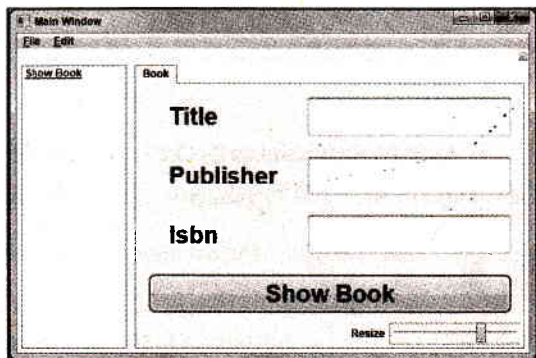 Main Window
File Edit
Show Book
Book
Title
Publisher
Isbn
Show Book
Resize